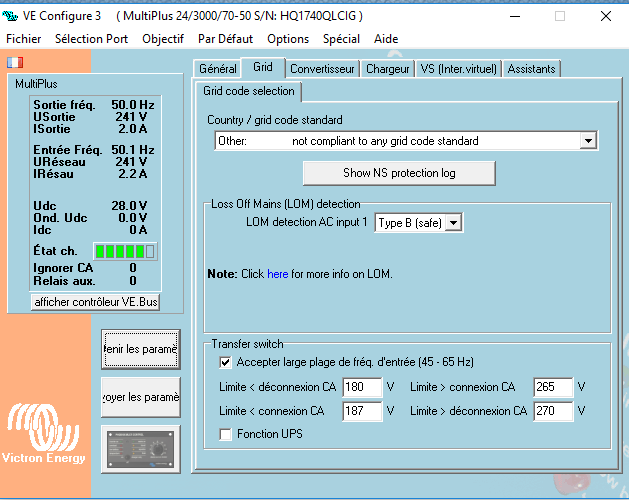 VE Configure 3 ( MultiPlus 24/3000/70-50 S/N: HQ1740QLCIG )
Fichier Sélection Port Objectif Par Défaut Options Spécial Aide
MultiPlus
Sortie fréq. 50.0 Hz
USortie 241 V
ISortie 2.0 A
Entrée Fréq. 50.1 Hz
URéseau 241 V
IRésau 2.2 A
Udc 28.0 V
Ond. Udc 0.0 V
Idc 0 A
État ch.
Ignorer CA 0
Relais aux. 0
afficher contrôleur VE.Bus
enir les paramè
oyer les paramè
Victron Energy
Général Grid Convertisseur Chargeur VS (Inter.virtuel) Assistants
Grid code selection
Country / grid code standard
Other: not compliant to any grid code standard
Show NS protection log
Loss Off Mains (LOM) detection
LOM detection AC input 1 Type B (safe)
Note: Click here for more info on LOM.
Transfer switch
Accepter large plage de fréq. d'entrée (45 - 65 Hz)
Limite < déconnexion CA 180 V Limite > connexion CA 265 V
Limite < connexion CA 187 V Limite > déconnexion CA 270 V
Fonction UPS